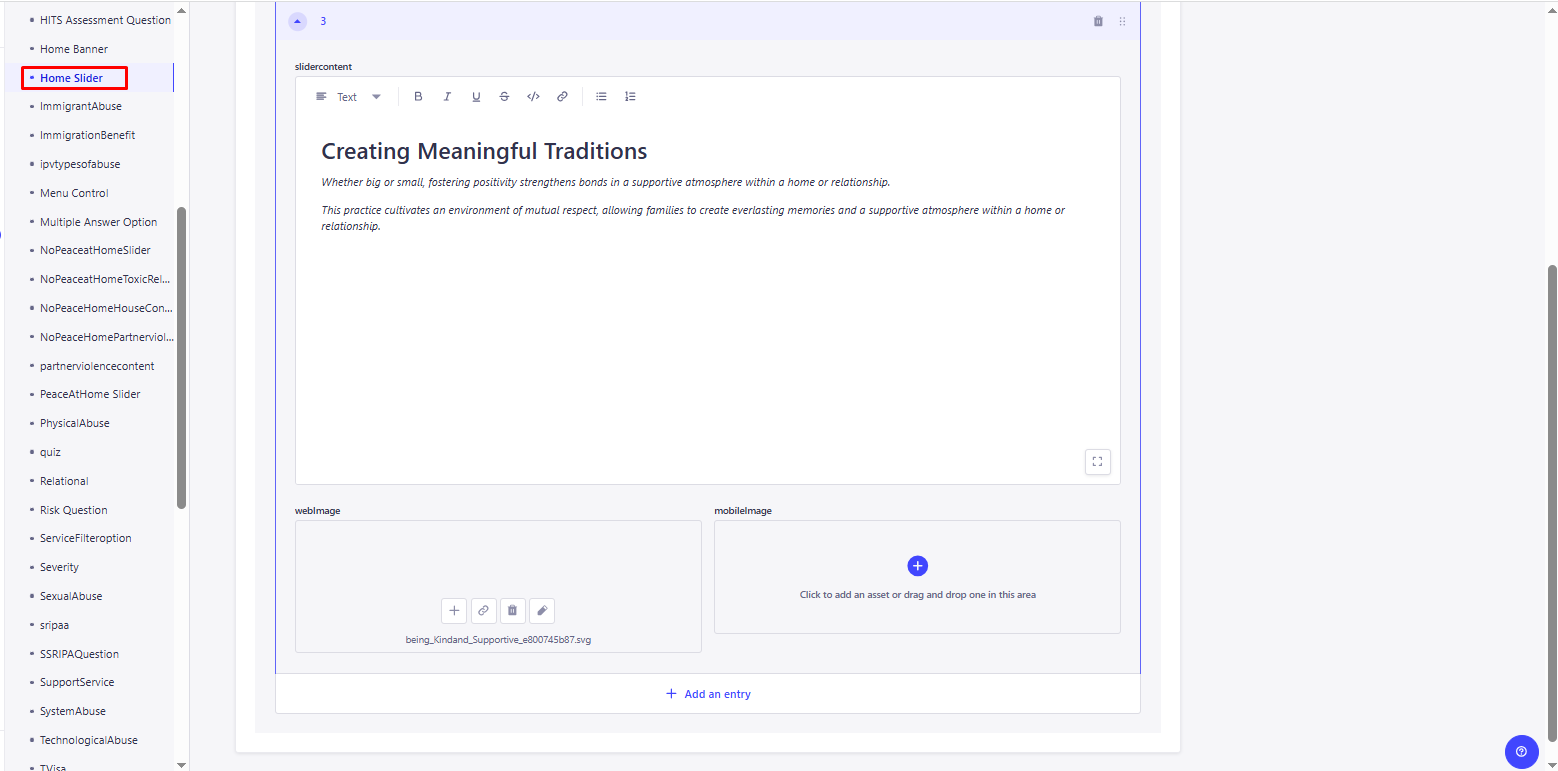 HITS Assessment Question
Home Banner
Home Slider
ImmigrantAbuse
ImmigrationBenefit
ipvtypesofabuse
Menu Control
Multiple Answer Option
NoPeaceatHomeSlider
NoPeaceatHomeToxicRel...
NoPeaceHomeHouseCon...
NoPeaceHomePartnerviol...
partnerviolencecontent
PeaceAtHome Slider
PhysicalAbuse
quiz
Relational
Risk Question
ServiceFilteroption
Severity
SexualAbuse
sripaa
SSRIPAQuestion
SupportService
SystemAbuse
TechnologicalAbuse
TVisa
3
slidercontent
Text
Creating Meaningful Traditions
Whether big or small, fostering positivity strengthens bonds in a supportive atmosphere within a home or relationship.
This practice cultivates an environment of mutual respect, allowing families to create everlasting memories and a supportive atmosphere within a home or
relationship.
webImage
mobileImage
being_Kindand_Supportive_e800745b87.svg
Click to add an asset or drag and drop one in this area
Add an entry